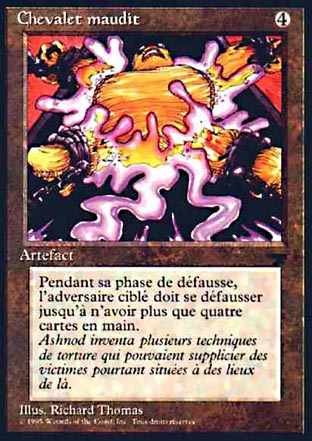 Chevalet maudit 4
Artefact
Pendant sa phase de défausse,
l'adversaire ciblé doit se défausser
jusqu'à n'avoir plus que quatre
cartes en main.
Ashnod inventa plusieurs techniques
de torture qui pouvaient supplicier des
victimes pourtant situées à des lieux
de là.
Illus. Richard Thomas
© 1995 Wizards of the Coast, Inc. Tous droits réservés